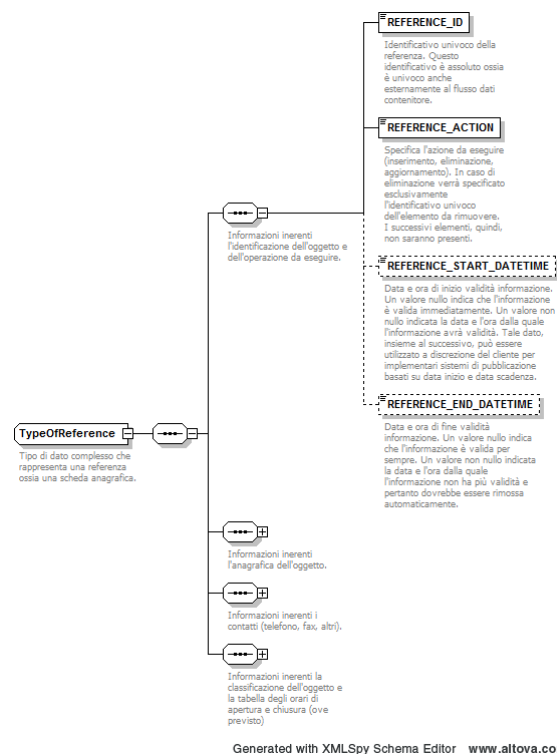 REFERENCE_ID
Identificativo univoco della
referenza. Questo
identificativo è assoluto ossia
è univoco anche
esternamente al flusso dati
contenitore.
REFERENCE_ACTION
Specifica l'azione da eseguire
(inserimento, eliminazione,
aggiornamento). In caso di
eliminazione verrà specificato
esclusivamente
l'identificativo univoco
dell'elemento da rimuovere.
I successivi elementi, quindi,
non saranno presenti.
Informazioni inerenti
l'identificazione dell'oggetto e
dell'operazione da eseguire.
REFERENCE_START_DATETIME
Data e ora di inizio validità informazione.
Un valore nullo indica che l'informazione
è valida immediatamente. Un valore non
nullo indicata la data e l'ora dalla quale
l'informazione avrà validità. Tale dato,
insieme al successivo, può essere
utilizzato a discrezione del cliente per
implementari sistemi di pubblicazione
basati su data inizio e data scadenza.
REFERENCE_END_DATETIME
Data e ora di fine validità
informazione. Un valore nullo indica
che l'informazione è valida per
sempre. Un valore non nullo indicata
la data e l'ora dalla quale
l'informazione non ha più validità e
pertanto dovrebbe essere rimossa
automaticamente.
TypeOfReference
Tipo di dato complesso che
rappresenta una referenza
ossia una scheda anagrafica.
Informazioni inerenti
l'anagrafica dell'oggetto.
Informazioni inerenti i
contatti (telefono, fax, altri).
Informazioni inerenti la
classificazione dell'oggetto e
la tabella degli orari di
apertura e chiusura (ove
previsto)
Generated with XMLSpy Schema Editor www.altova.co